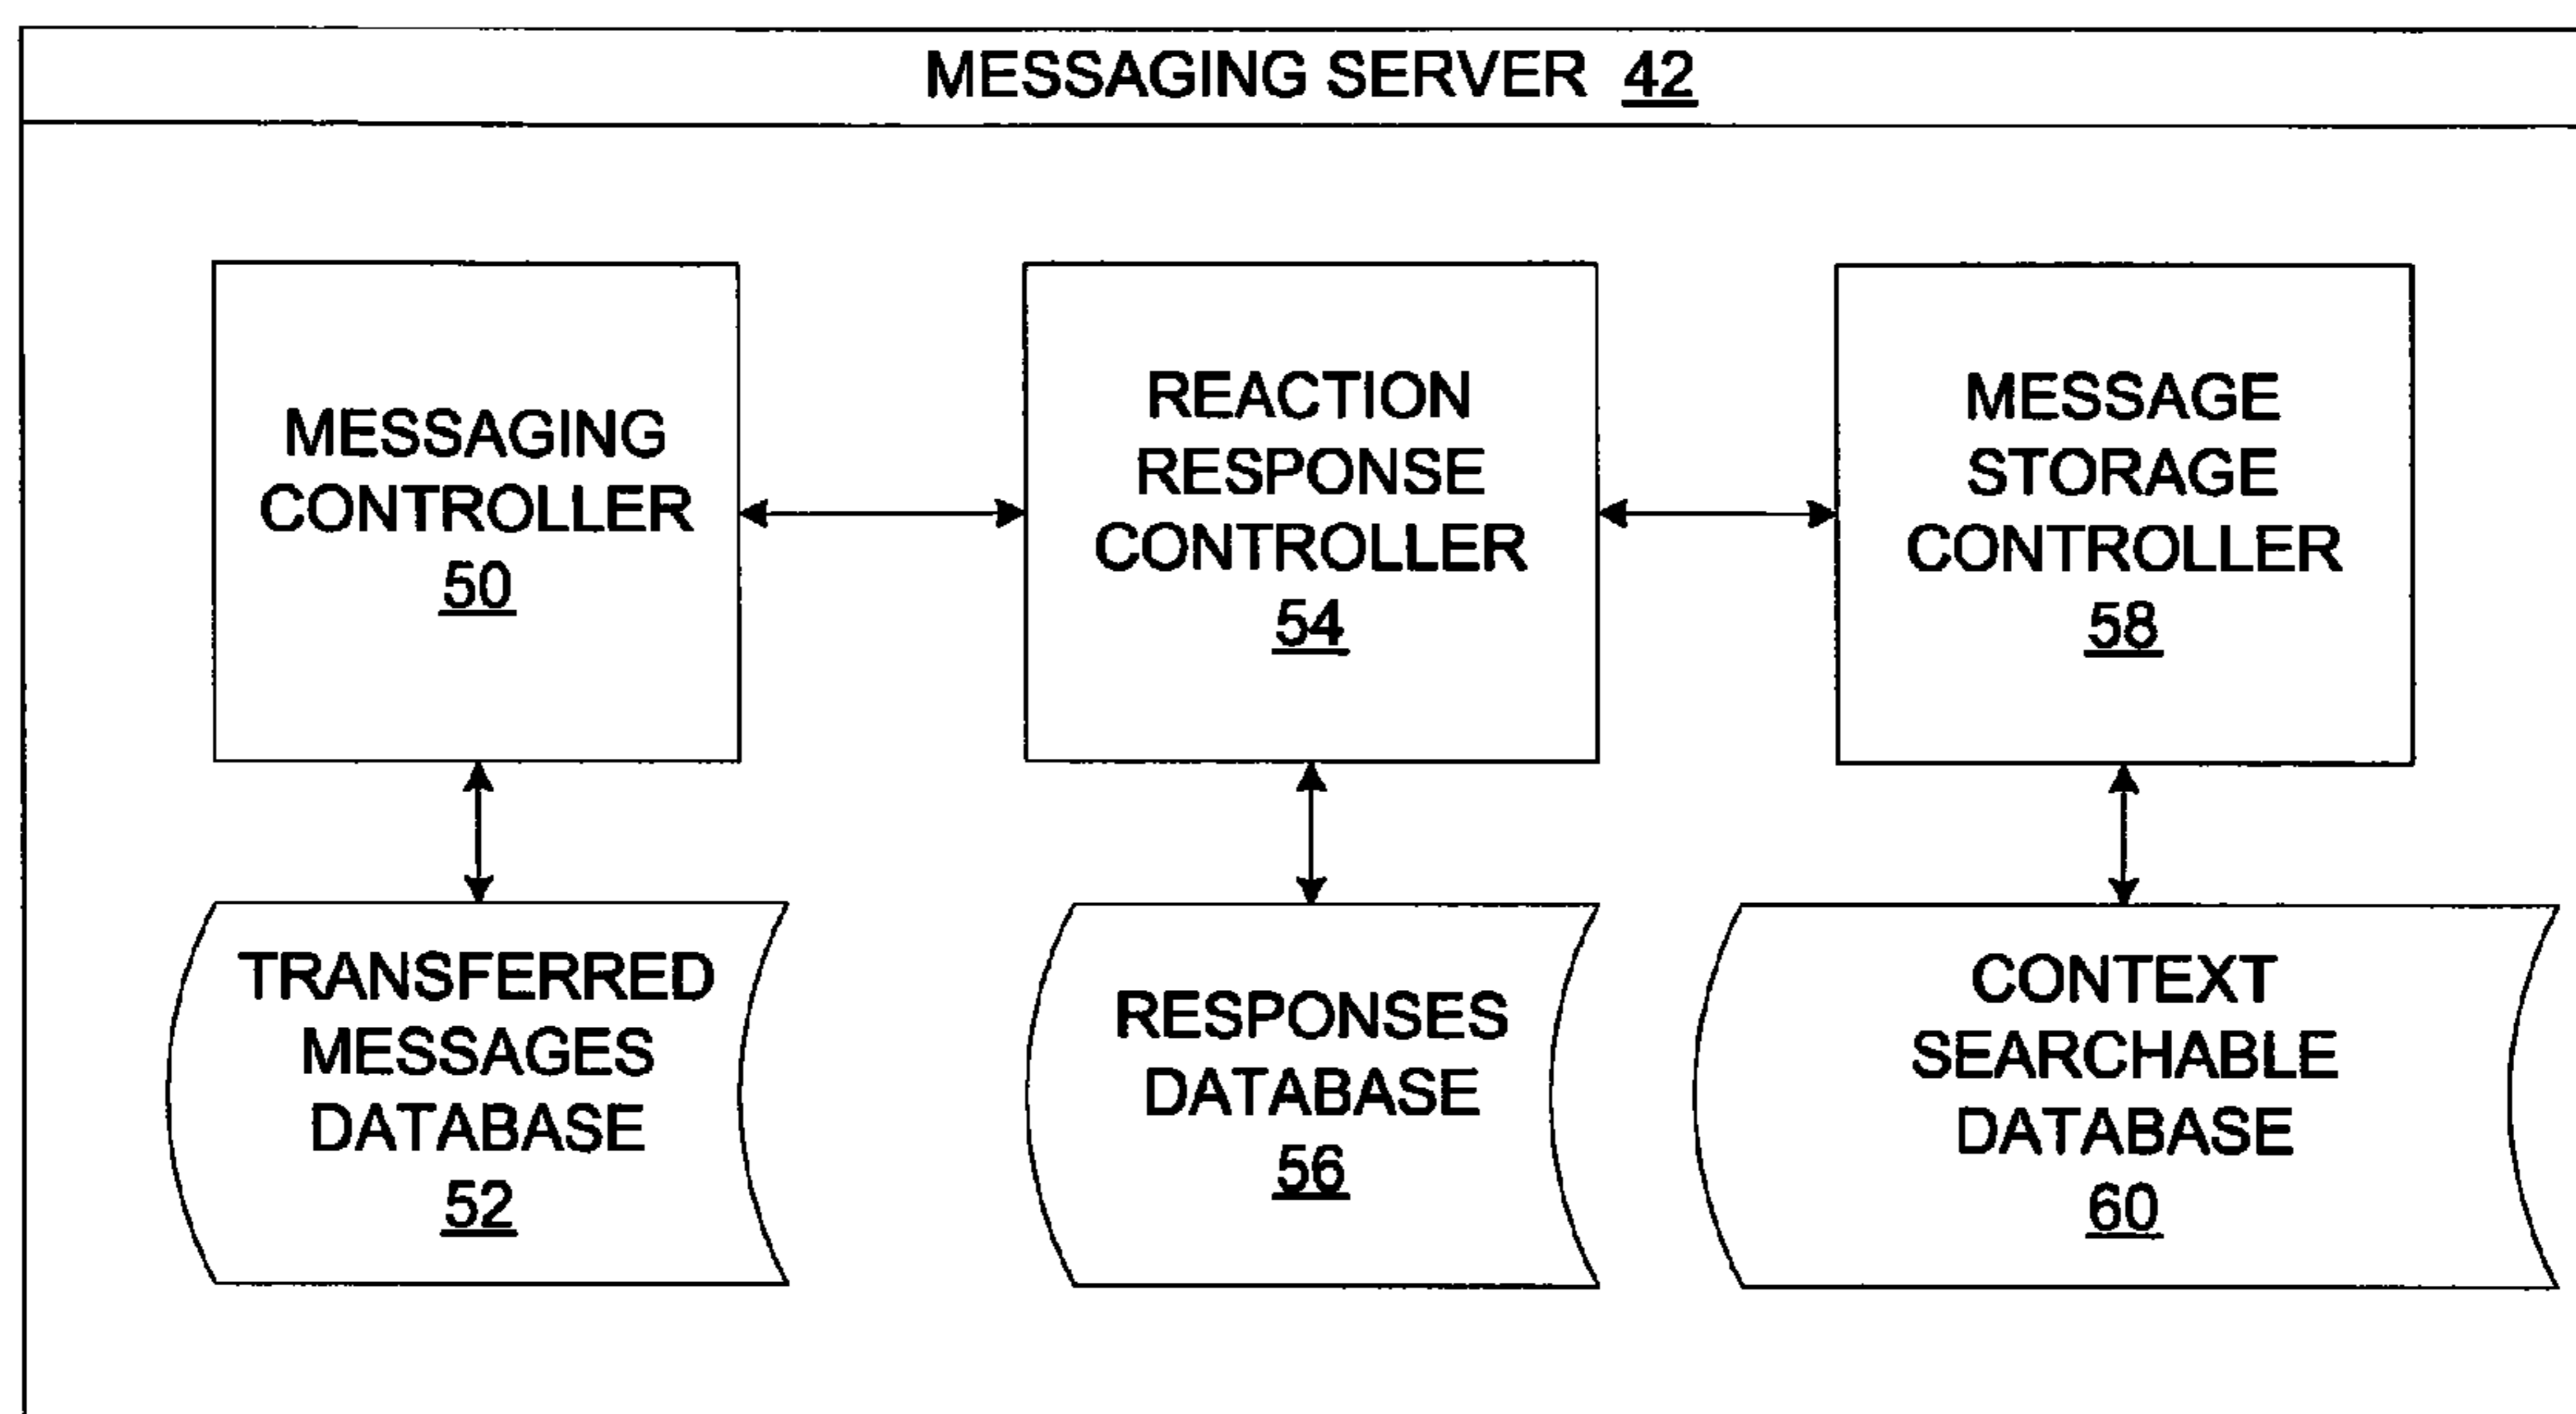 MESSAGING SERVER 42
MESSAGING
CONTROLLER
50
REACTION
RESPONSE
CONTROLLER
54
MESSAGE
STORAGE
CONTROLLER
58
TRANSFERRED
MESSAGES
DATABASE
52
RESPONSES
DATABASE
56
CONTEXT
SEARCHABLE
DATABASE
60